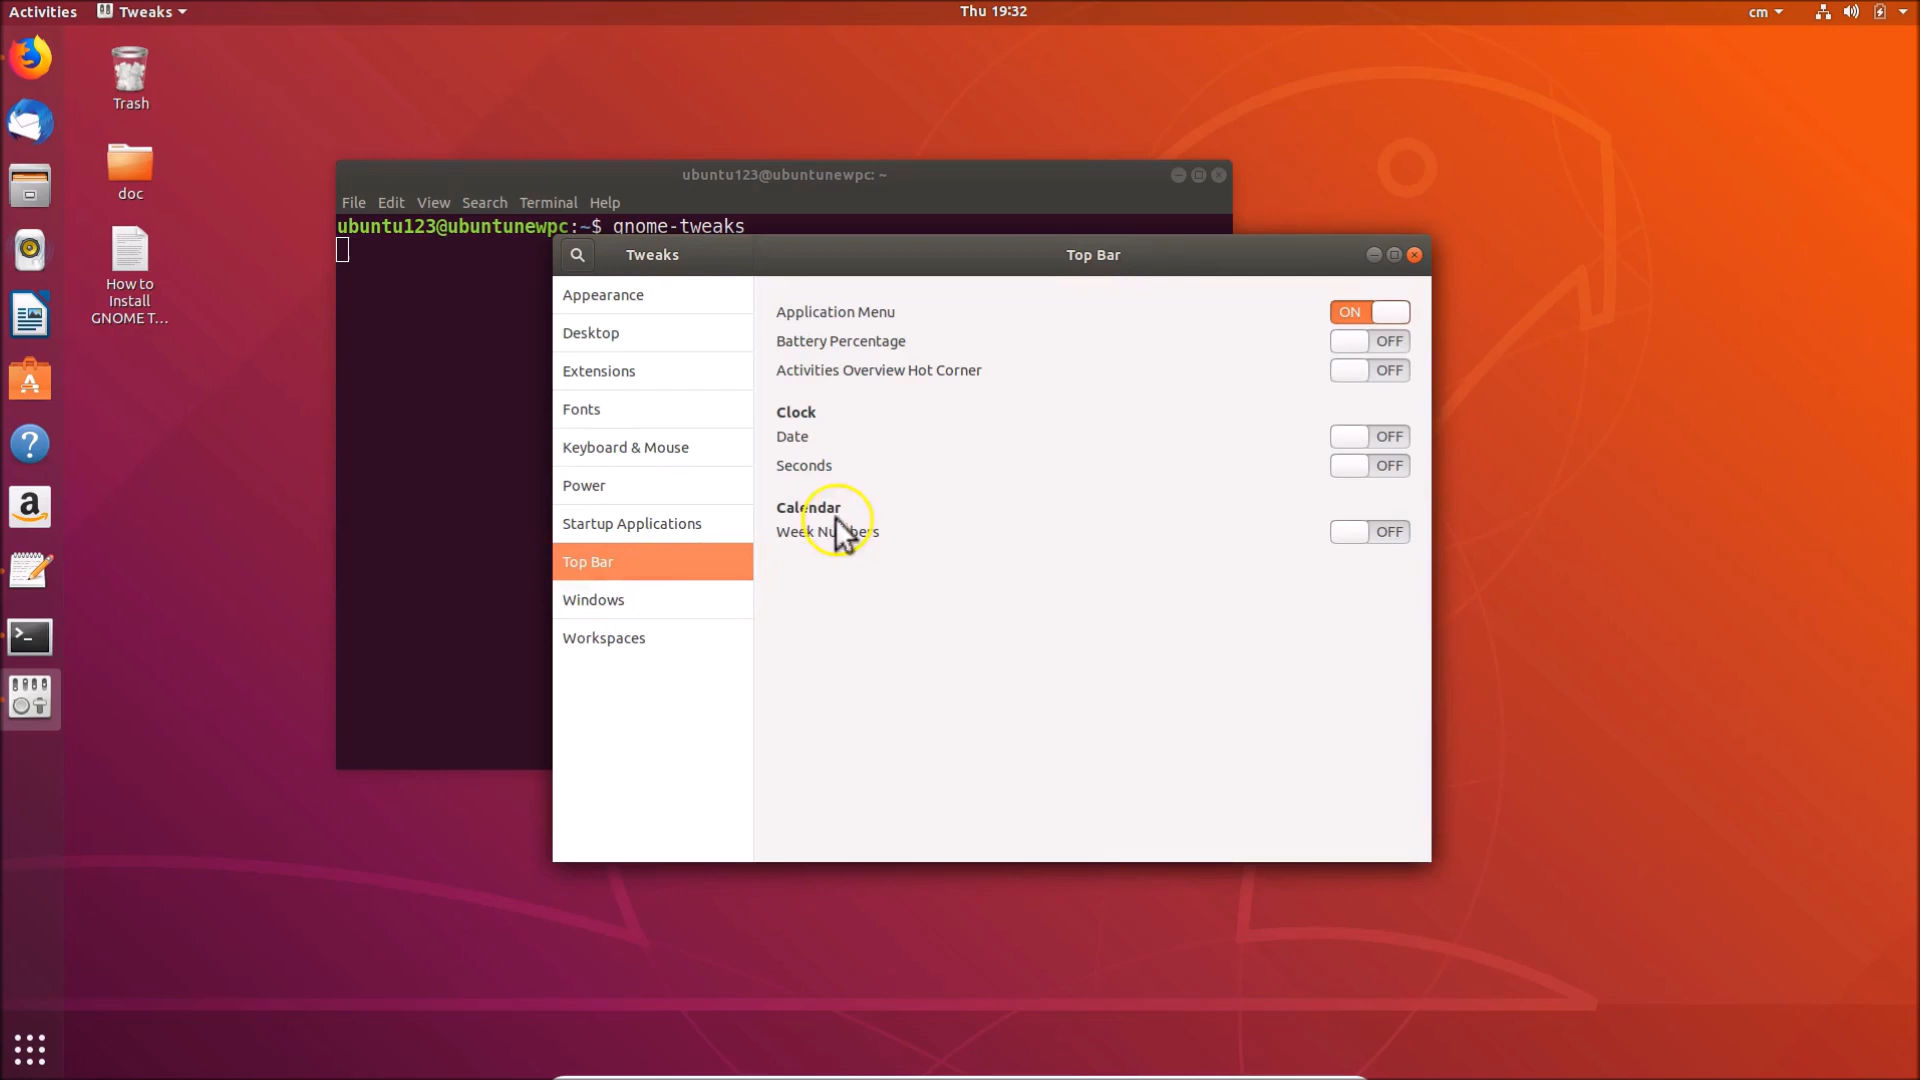 Activities Tweaks Thu 19:32 cm
Trash
doc
How to
Install
GNOME T...
ubuntu123@ubuntunewpc: ~
File Edit View Search Terminal Help
ubuntu123@ubuntunewpc:~$ gnome-tweaks
Tweaks
Top Bar
Appearance
Desktop
Extensions
Fonts
Keyboard & Mouse
Power
Startup Applications
Top Bar
Windows
Workspaces
Application Menu ON
Battery Percentage OFF
Activities Overview Hot Corner OFF
Clock
Date OFF
Seconds OFF
Calendar
Week Numbers OFF